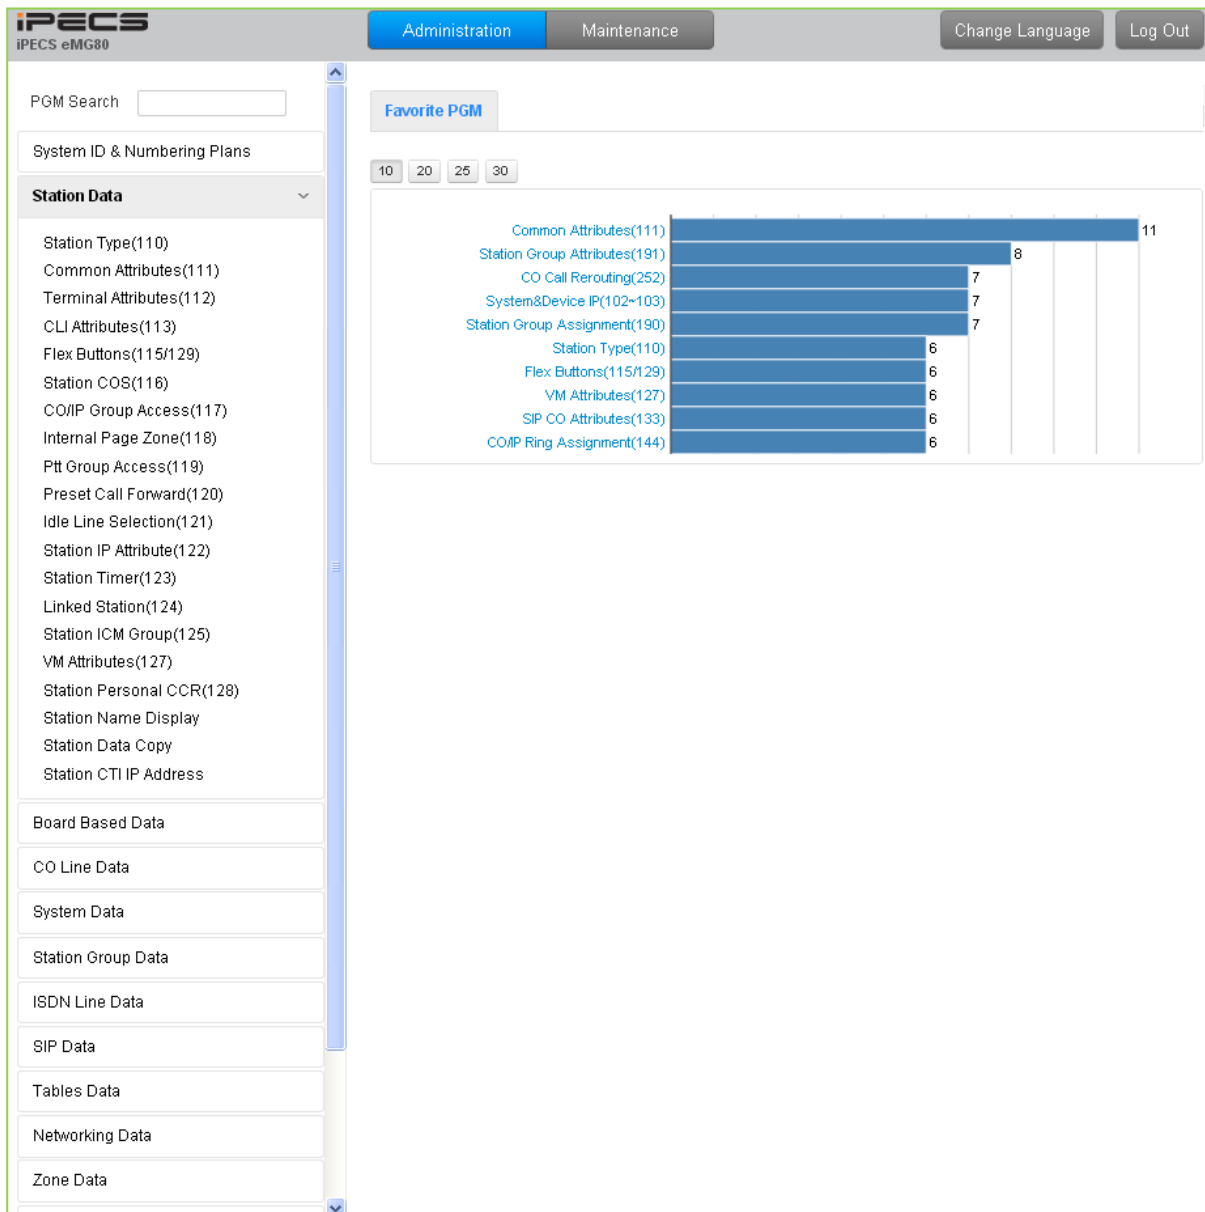 iPECS
iPECS eMG80
Administration
Maintenance
Change Language
Log Out
PGM Search
System ID & Numbering Plans
Station Data
Station Type(110)
Common Attributes(111)
Terminal Attributes(112)
CLI Attributes(113)
Flex Buttons(115/129)
Station COS(116)
CO/IP Group Access(117)
Internal Page Zone(118)
Ptt Group Access(119)
Preset Call Forward(120)
Idle Line Selection(121)
Station IP Attribute(122)
Station Timer(123)
Linked Station(124)
Station ICM Group(125)
VM Attributes(127)
Station Personal CCR(128)
Station Name Display
Station Data Copy
Station CTI IP Address
Board Based Data
CO Line Data
System Data
Station Group Data
ISDN Line Data
SIP Data
Tables Data
Networking Data
Zone Data
Favorite PGM
10 20 25 30
Common Attributes(111) 11
Station Group Attributes(191) 8
CO Call Rerouting(252) 7
System&Device IP(102~103) 7
Station Group Assignment(190) 7
Station Type(110) 6
Flex Buttons(115/129) 6
VM Attributes(127) 6
SIP CO Attributes(133) 6
CO/IP Ring Assignment(144) 6